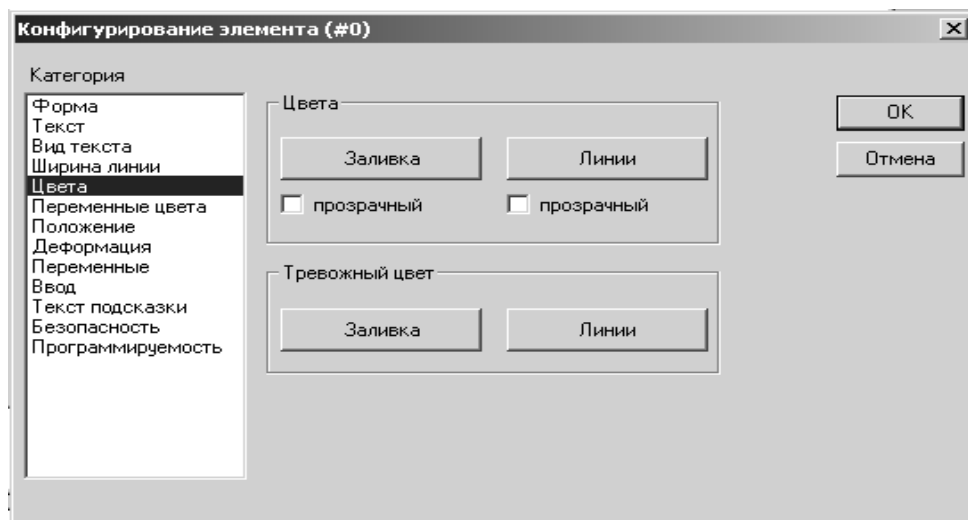 Конфигурирование элемента (#0)
Категория
Форма
Текст
Вид текста
Ширина линии
Цвета
Переменные цвета
Положение
Деформация
Переменные
Ввод
Текст подсказки
Безопасность
Программируемость
Цвета
Заливка
Линии
прозрачный
прозрачный
Тревожный цвет
Заливка
Линии
OK
Отмена